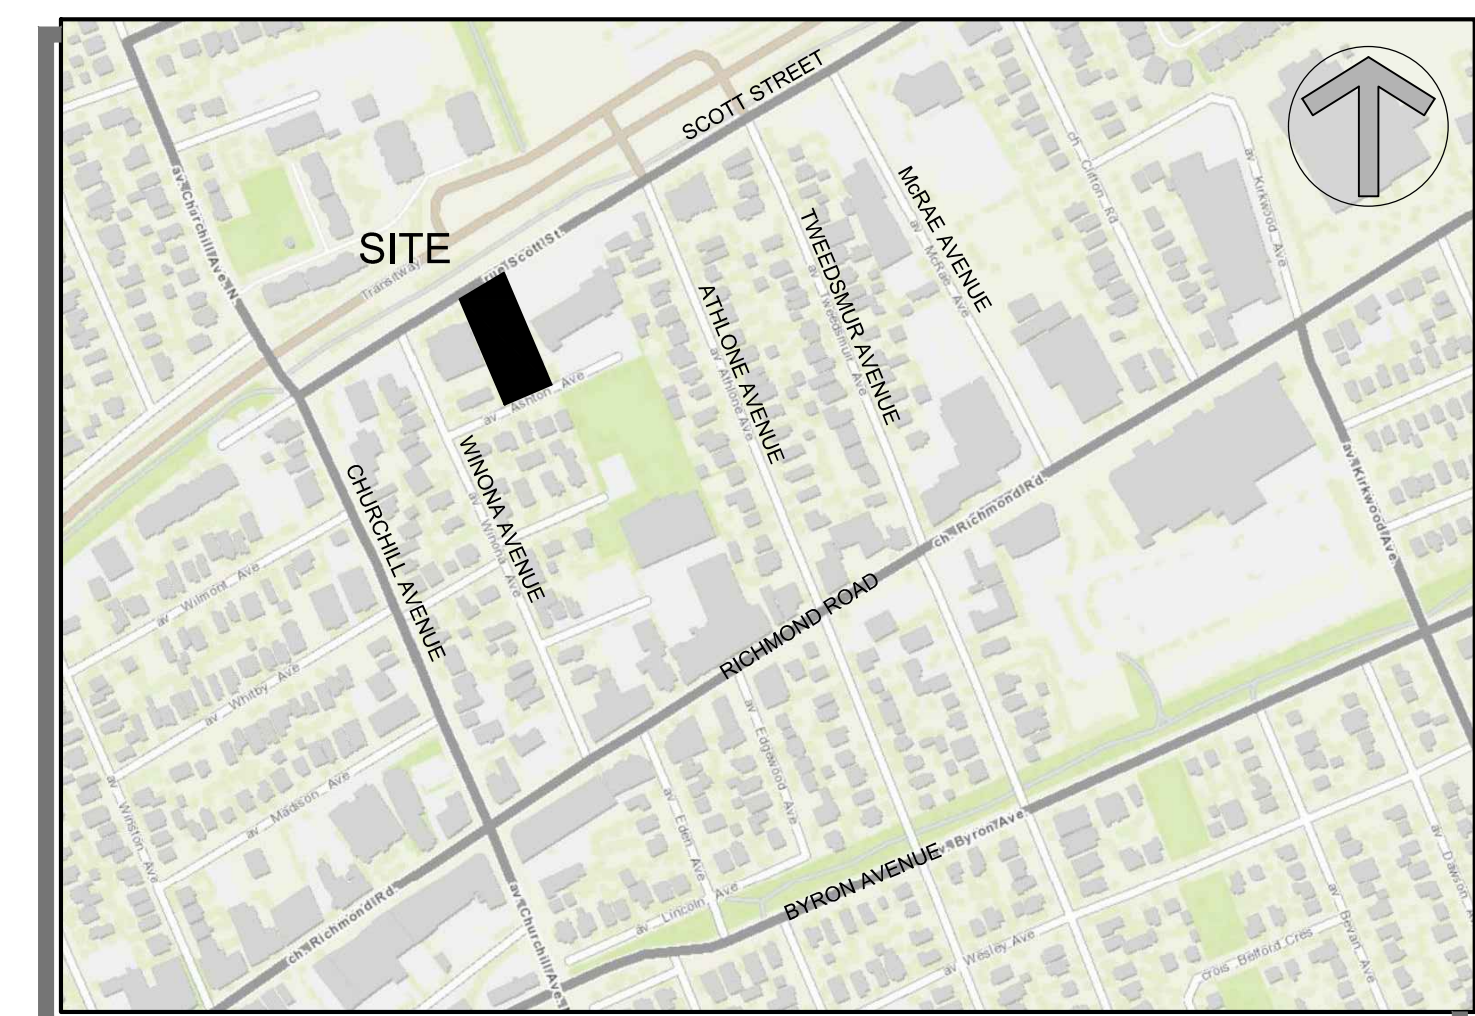 SCOTT STREET
SITE
Transitway
rue Scott St.
av. Churchill Ave N
McRAE AVENUE
av McRae Ave
ch Clifton Rd
av Kirkwood Ave
TWEEDSMUR AVENUE
av Tweedsmuir Ave
ATHLONE AVENUE
av Athlone Ave
av Ashton Ave
WINONA AVENUE
av Winona Ave
CHURCHILL AVENUE
ch. Richmond Rd.
av. Kirkwood Ave.
av Wilmont Ave
RICHMOND ROAD
av Whitby Ave
av Edgewood Ave
av Madison Ave
av Winston Ave
av Eden Ave
av. Byron Ave.
BYRON AVENUE
av Lincoln Ave
ch. Richmond Rd.
av. Churchill Ave.
av Wesley Ave
crois Belford Cres
av Bevan Ave
av Dawson